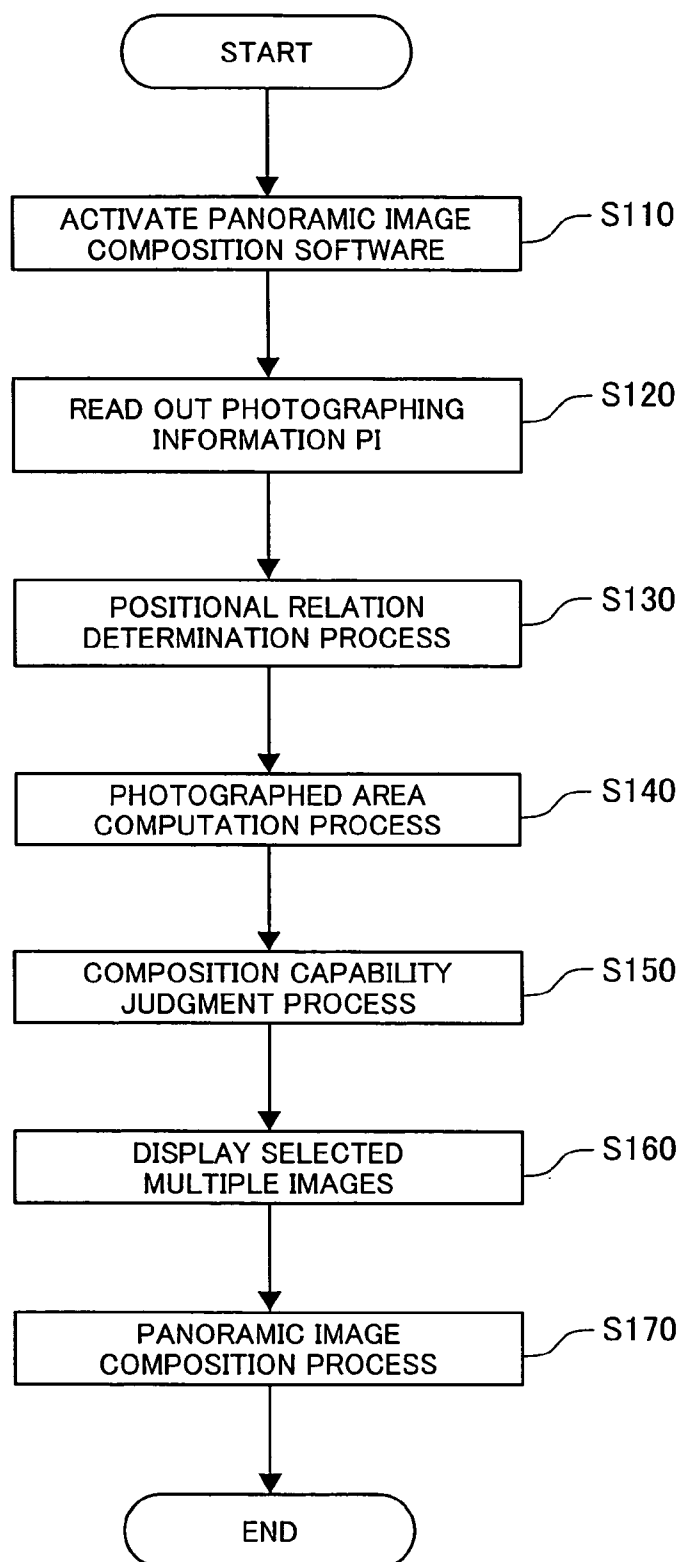 START
ACTIVATE PANORAMIC IMAGE
COMPOSITION SOFTWARE
S110
READ OUT PHOTOGRAPHING
INFORMATION PI
S120
POSITIONAL RELATION
DETERMINATION PROCESS
S130
PHOTOGRAPHED AREA
COMPUTATION PROCESS
S140
COMPOSITION CAPABILITY
JUDGMENT PROCESS
S150
DISPLAY SELECTED
MULTIPLE IMAGES
S160
PANORAMIC IMAGE
COMPOSITION PROCESS
S170
END